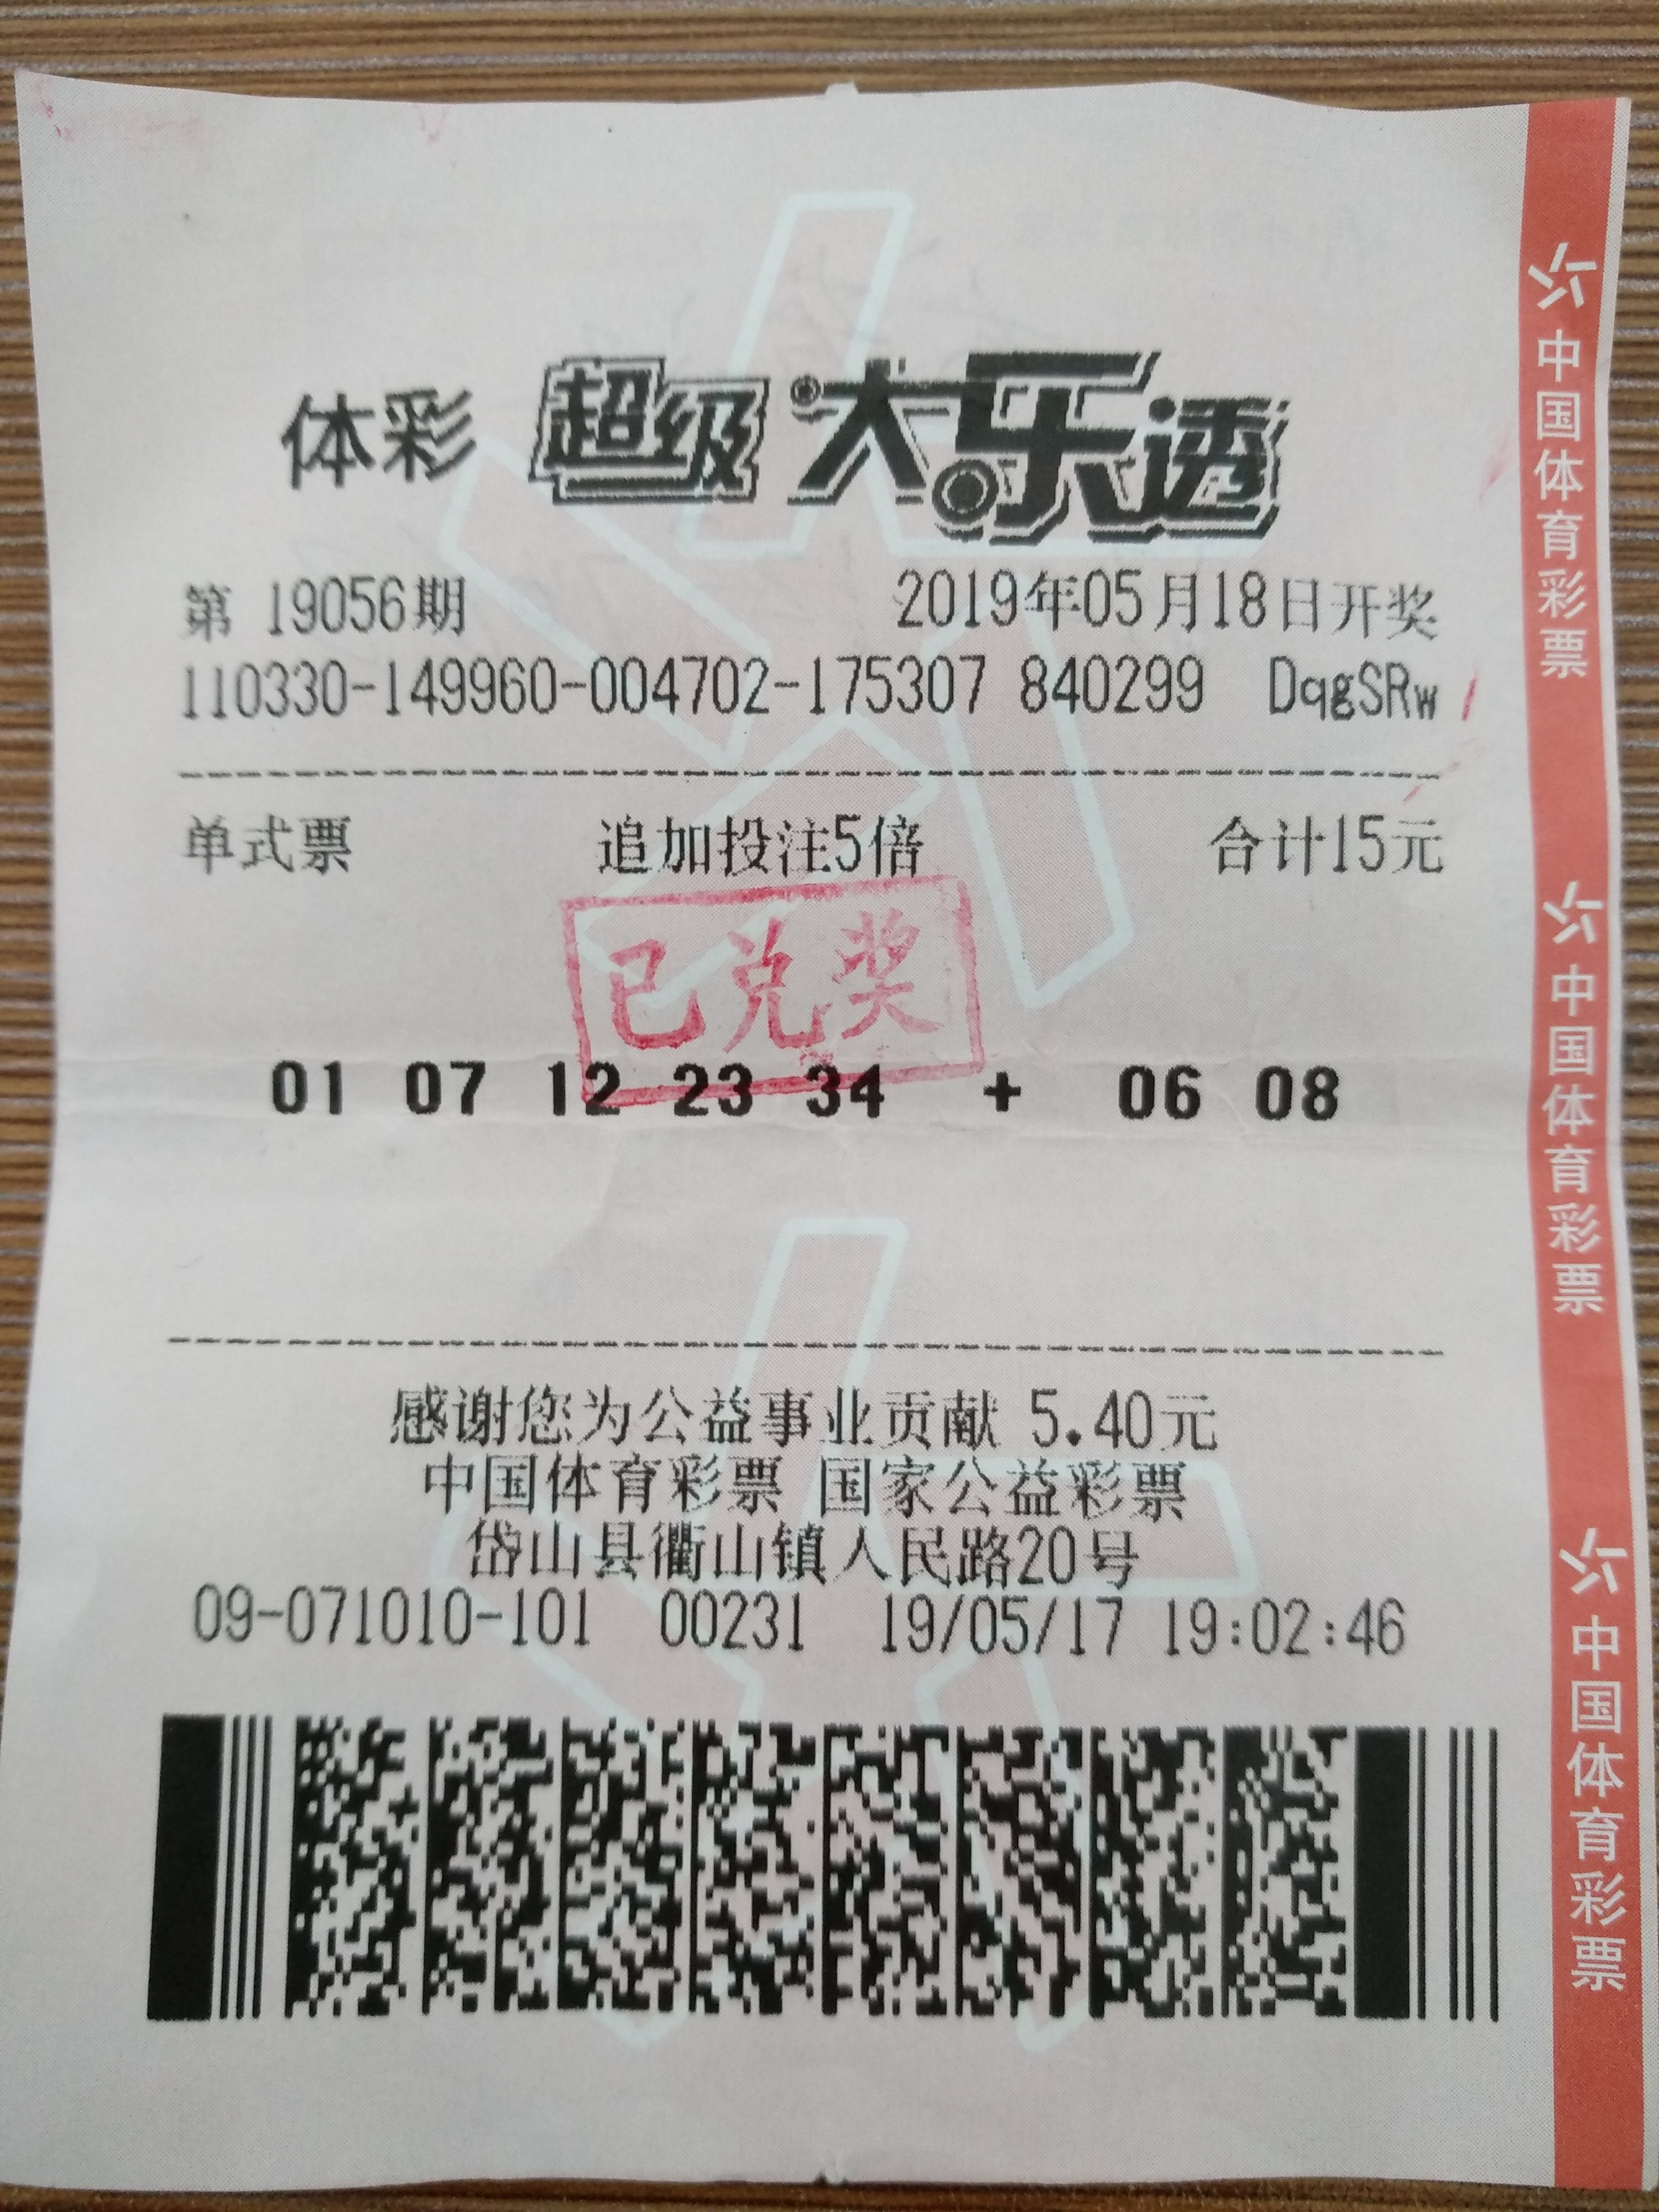 体彩 超级大乐透
第 19056期 2019年05月18日开奖
110330-149960-004702-175307 840299 DqgSRw
单式票 追加投注5倍 合计15元
已兑奖
01 07 12 23 34 + 06 08
感谢您为公益事业贡献 5.40元
中国体育彩票 国家公益彩票
岱山县衢山镇人民路20号
09-071010-101 00231 19/05/17 19:02:46
中国体育彩票
中国体育彩票
中国体育彩票